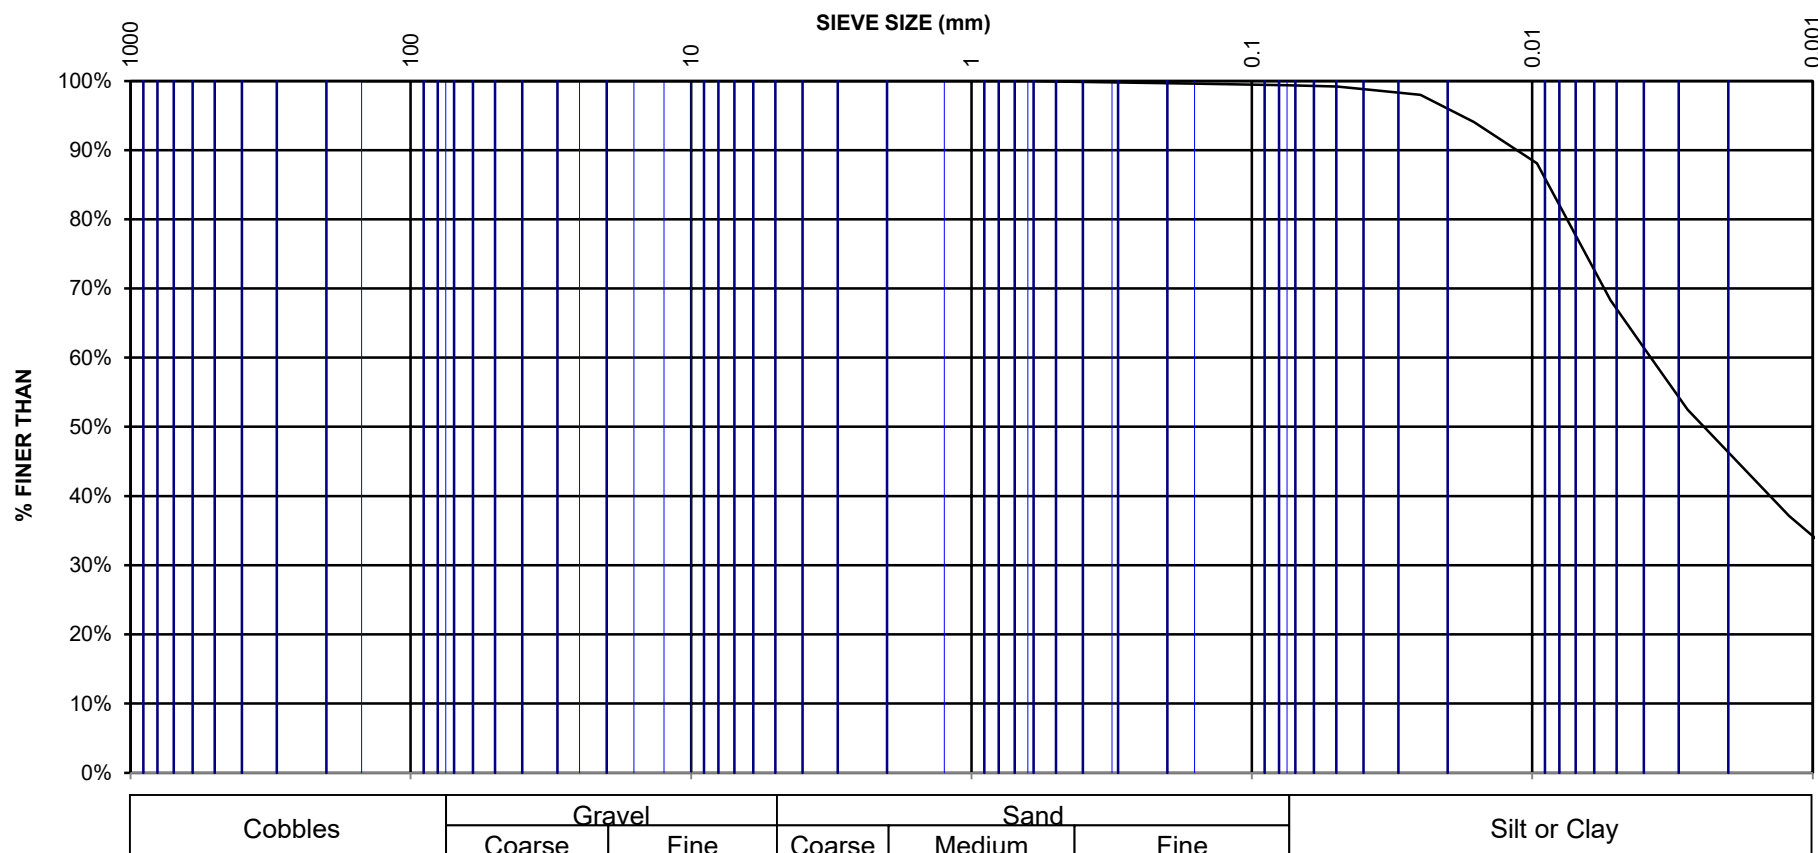 SIEVE SIZE (mm)
1000
100
10
1
0.1
0.01
0.001
100%
90%
80%
70%
60%
50%
40%
30%
20%
10%
0%
% FINER THAN
Cobbles
Gravel
Sand
Silt or Clay
Coarse
Fine
Coarse
Medium
Fine